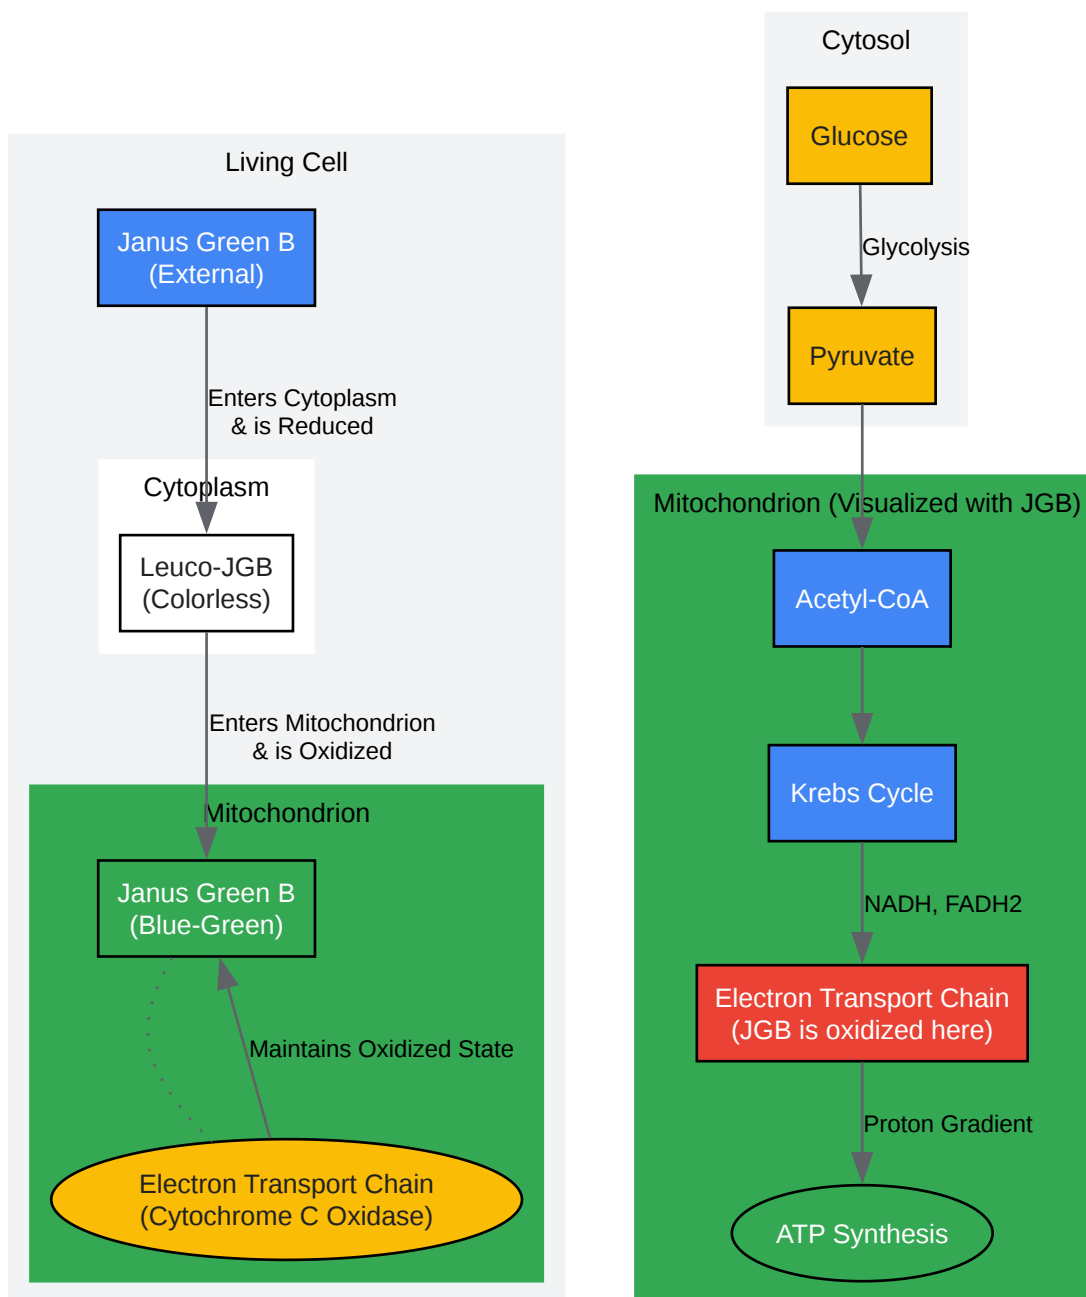 Living Cell
Janus Green B
(External)
Enters Cytoplasm
& is Reduced
Cytoplasm
Leuco-JGB
(Colorless)
Enters Mitochondrion
& is Oxidized
Mitochondrion
Janus Green B
(Blue-Green)
Maintains Oxidized State
Electron Transport Chain
(Cytochrome C Oxidase)
Cytosol
Glucose
Glycolysis
Pyruvate
Mitochondrion (Visualized with JGB)
Acetyl-CoA
Krebs Cycle
NADH, FADH2
Electron Transport Chain
(JGB is oxidized here)
Proton Gradient
ATP Synthesis